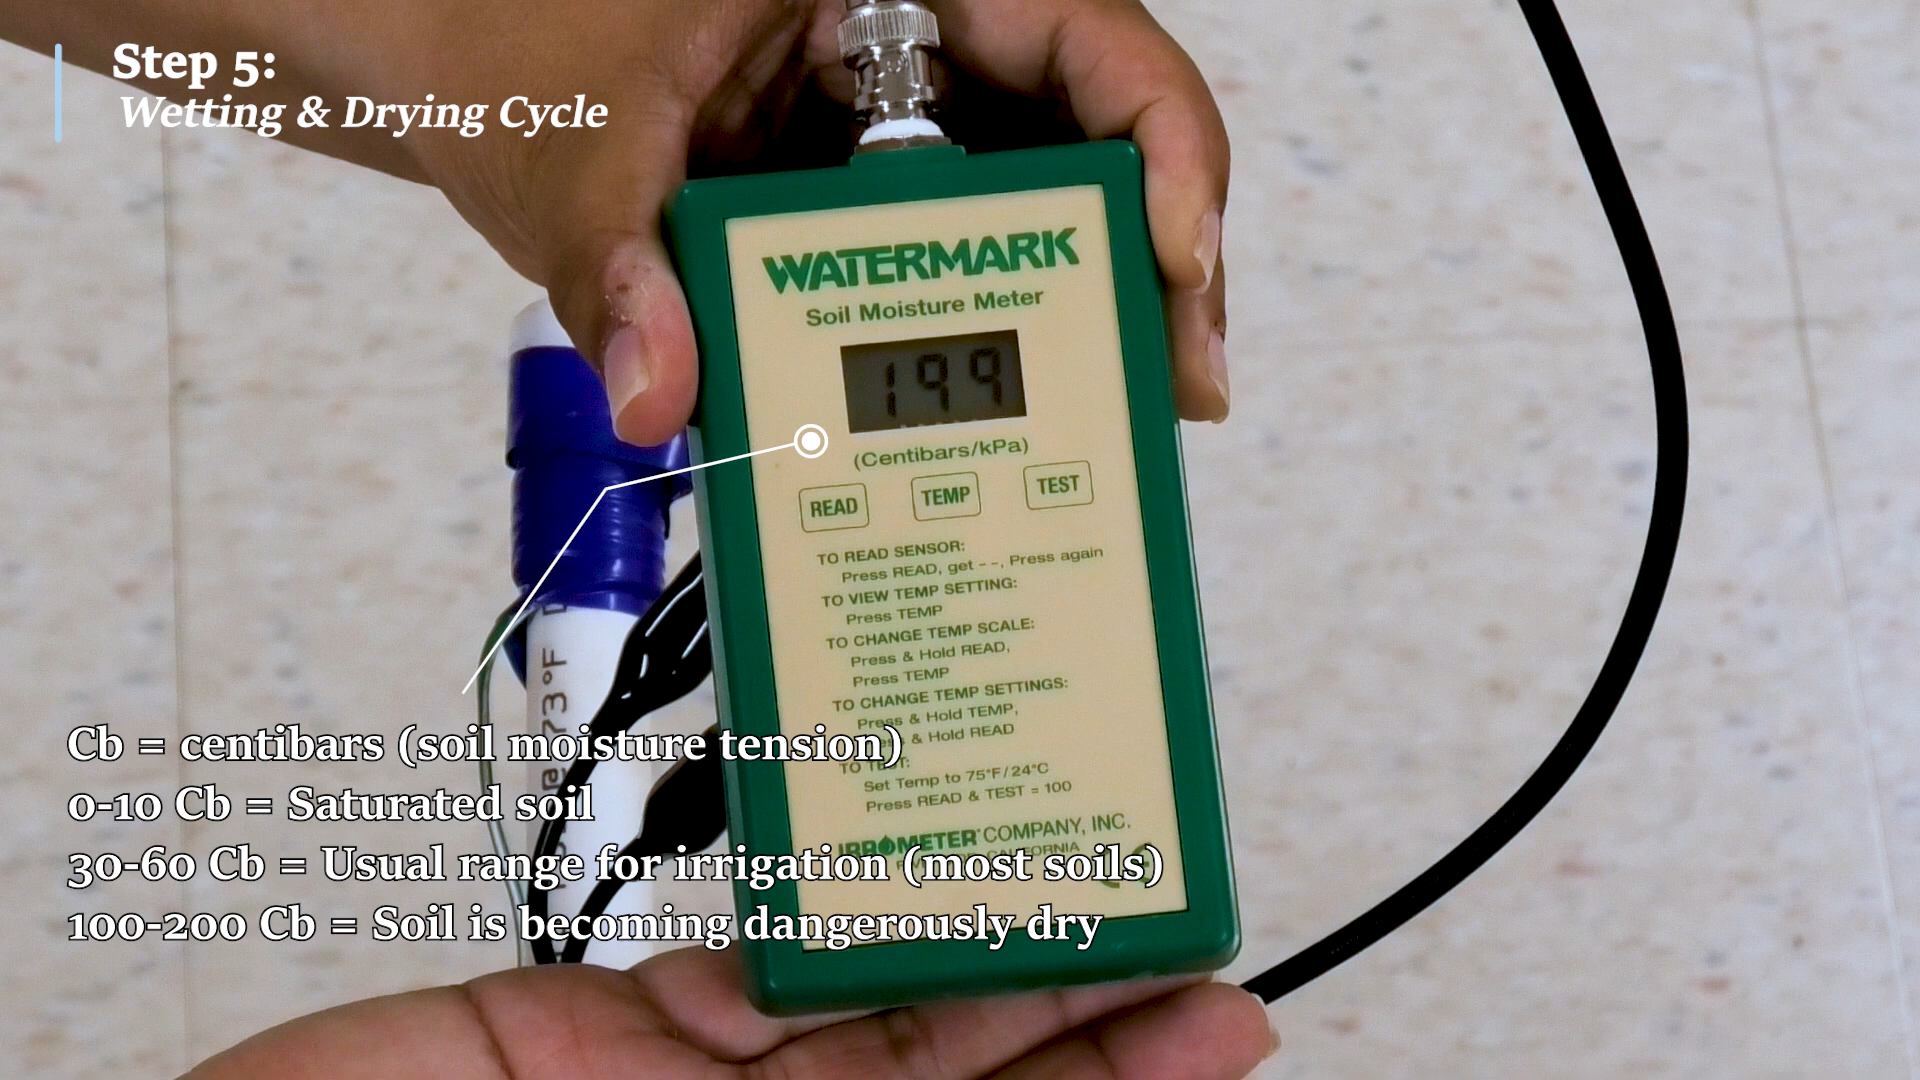 Step 5:
Wetting & Drying Cycle
WATERMARK
Soil Moisture Meter
199
(Centibars/kPa)
READ TEMP TEST
TO READ SENSOR:
Press READ, get - -, Press again
TO VIEW TEMP SETTING:
Press TEMP
TO CHANGE TEMP SCALE:
Press & Hold READ,
Press TEMP
TO CHANGE TEMP SETTINGS:
Press & Hold TEMP,
& Hold READ
TO TEST:
Set Temp to 75°F/24°C
Press READ & TEST = 100
IRROMETER COMPANY, INC.
CALIFORNIA
@73°F
Cb = centibars (soil moisture tension)
0-10 Cb = Saturated soil
30-60 Cb = Usual range for irrigation (most soils)
100-200 Cb = Soil is becoming dangerously dry